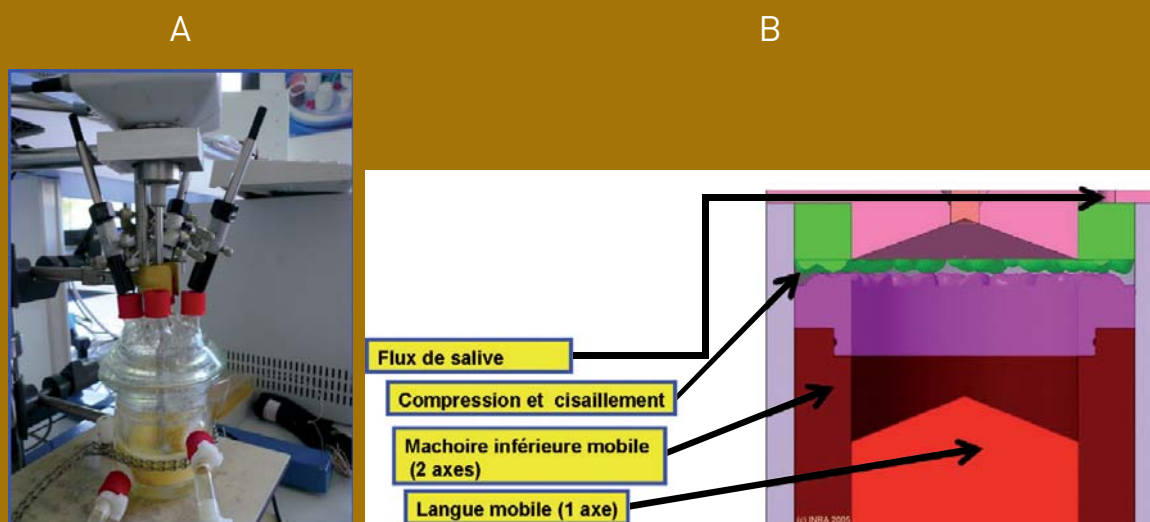 A
B
Flux de salive
Compression et cisaillement
Machoire inférieure mobile
(2 axes)
Langue mobile (1 axe)
(c) INRA 2005